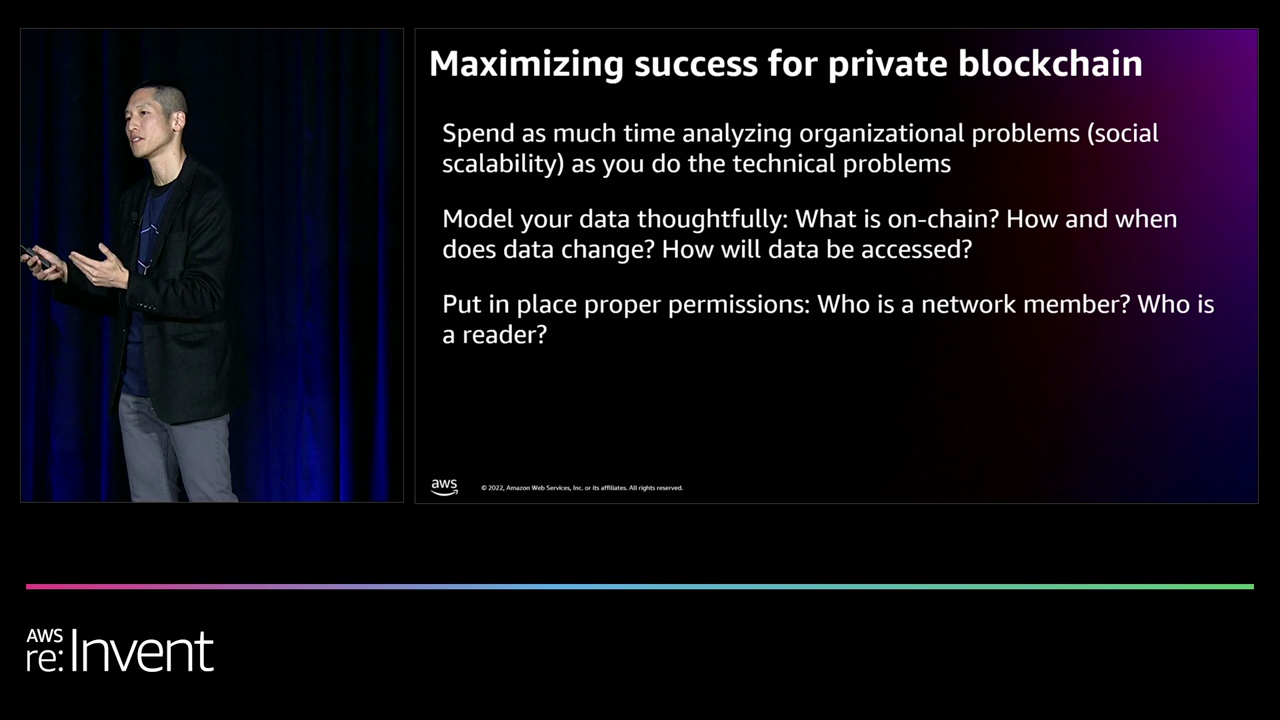 Maximizing success for private blockchain
Spend as much time analyzing organizational problems (social
scalability) as you do the technical problems
Model your data thoughtfully: What is on-chain? How and when
does data change? How will data be accessed?
Put in place proper permissions: Who is a network member? Who is
a reader?
aws
© 2022, Amazon Web Services, Inc. or its affiliates. All rights reserved.
AWS
re:Invent